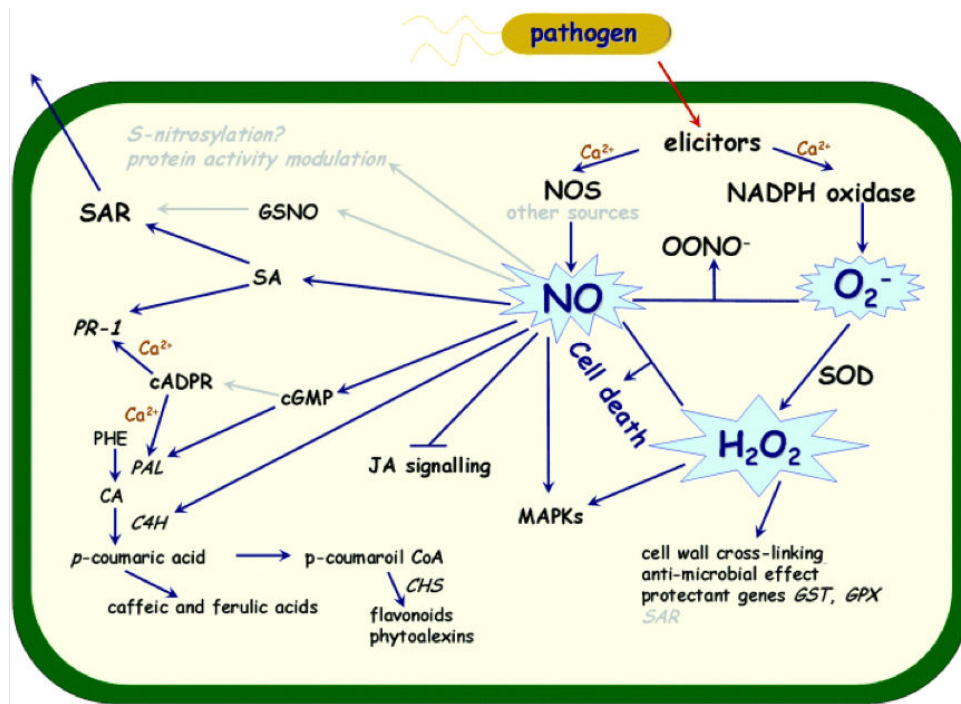 pathogen
S-nitrosylation?
protein activity modulation
Ca²⁺
elicitors
Ca²⁺
NOS
other sources
NADPH oxidase
SAR
GSNO
OONO⁻
SA
NO
O₂⁻
PR-1
Ca²⁺
cADPR
cGMP
Cell death
SOD
Ca²⁺
PHE
PAL
JA signalling
H₂O₂
CA
C4H
MAPKs
p-coumaric acid
p-coumaroil CoA
CHS
caffeic and ferulic acids
flavonoids
phytoalexins
cell wall cross-linking
anti-microbial effect
protectant genes GST, GPX
SAR